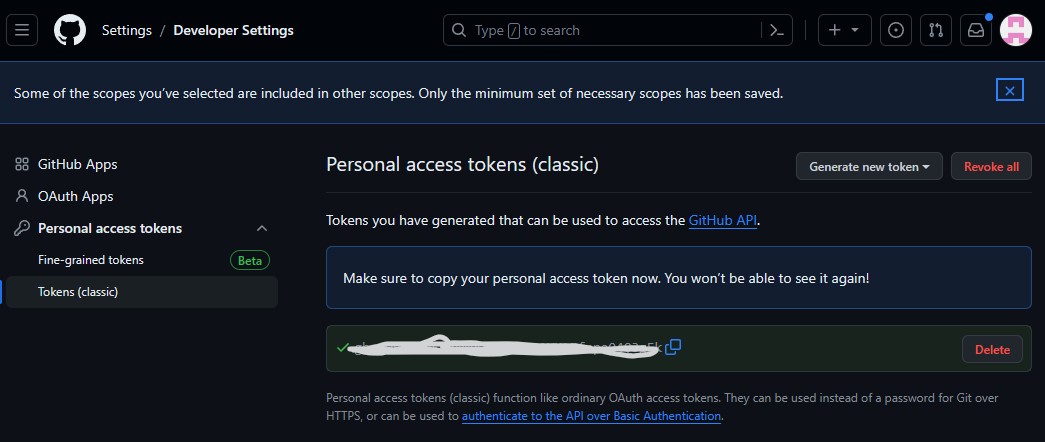 Settings / Developer Settings
Type / to search
Some of the scopes you've selected are included in other scopes. Only the minimum set of necessary scopes has been saved.
GitHub Apps
OAuth Apps
Personal access tokens
Fine-grained tokens Beta
Tokens (classic)
Personal access tokens (classic)
Generate new token
Revoke all
Tokens you have generated that can be used to access the GitHub API.
Make sure to copy your personal access token now. You won't be able to see it again!
Delete
Personal access tokens (classic) function like ordinary OAuth access tokens. They can be used instead of a password for Git over
HTTPS, or can be used to authenticate to the API over Basic Authentication.